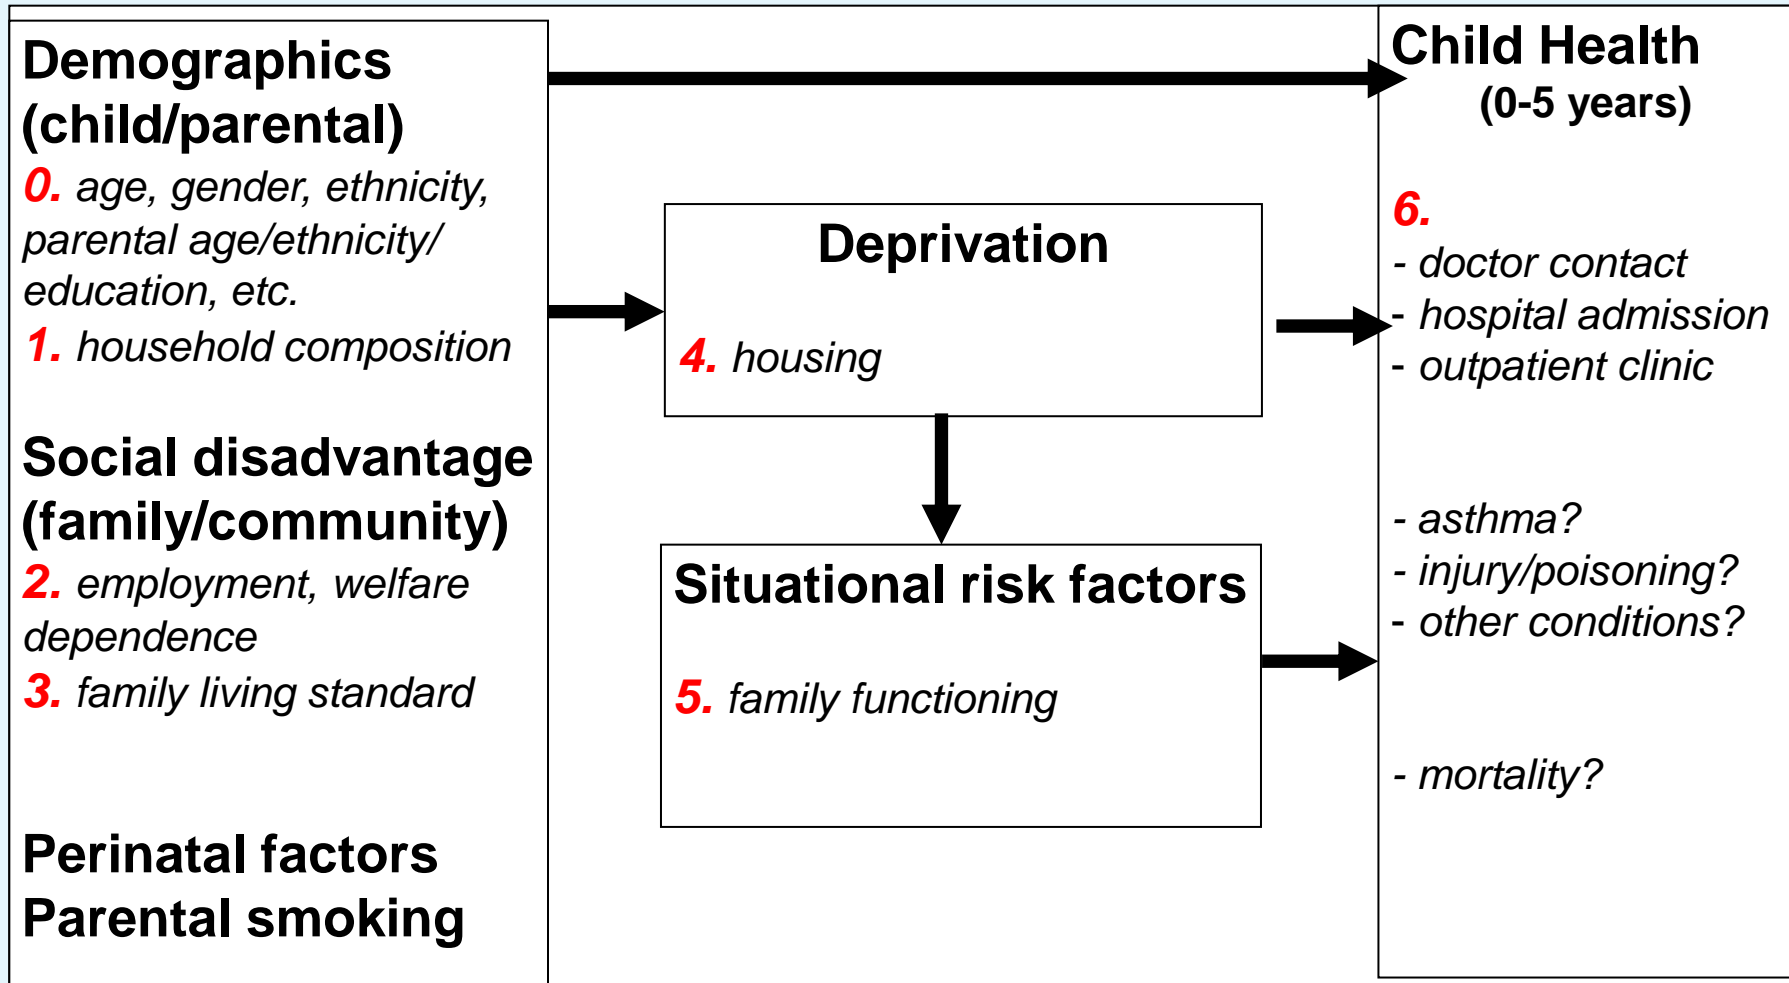 Demographics
(child/parental)
0. age, gender, ethnicity,
parental age/ethnicity/
education, etc.
1. household composition
Social disadvantage
(family/community)
2. employment, welfare
dependence
3. family living standard
Perinatal factors
Parental smoking
Deprivation
4. housing
Situational risk factors
5. family functioning
Child Health
(0-5 years)
6.
- doctor contact
- hospital admission
- outpatient clinic
- asthma?
- injury/poisoning?
- other conditions?
- mortality?